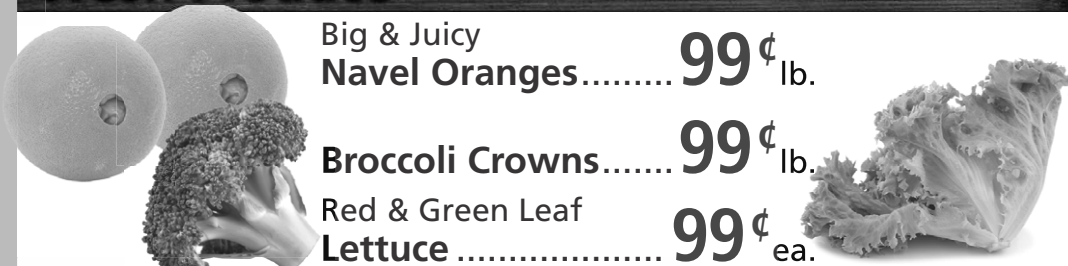 Big & Juicy
Navel Oranges......... 99¢ lb.
Broccoli Crowns....... 99¢ lb.
Red & Green Leaf
Lettuce ..................... 99¢ ea.